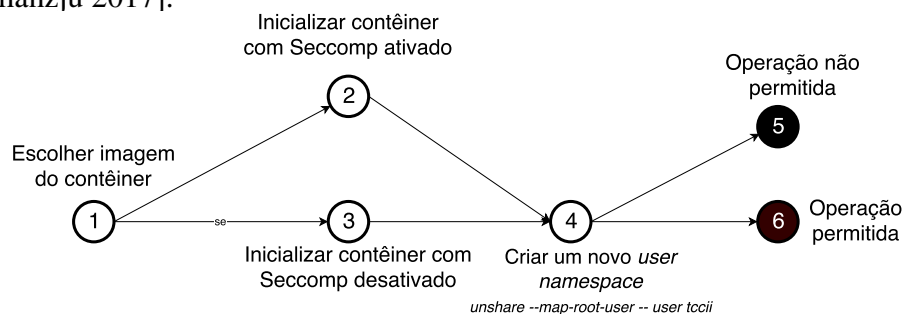 2017].
Inicializar contêiner
com Seccomp ativado
2
Operação não
permitida
5
Escolher imagem
do contêiner
1
se
3
4
6
Operação
permitida
Inicializar contêiner com
Seccomp desativado
Criar um novo user
namespace
unshare --map-root-user -- user tccii